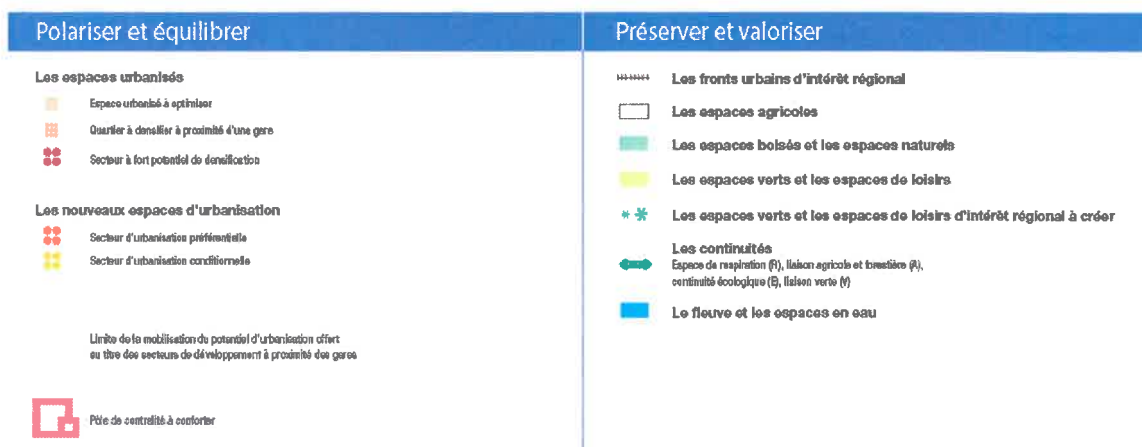 Polariser et équilibrer
Les espaces urbanisés
Espace urbanisé à optimiser
Quartier à densifier à proximité d'une gare
Secteur à fort potentiel de densification
Les nouveaux espaces d'urbanisation
Secteur d'urbanisation préférentielle
Secteur d'urbanisation conditionnelle
Limite de la mobilisation du potentiel d'urbanisation offert
au titre des secteurs de développement à proximité des gares
Pôle de centralité à conforter
Préserver et valoriser
Les fronts urbains d'intérêt régional
Les espaces agricoles
Les espaces boisés et les espaces naturels
Les espaces verts et les espaces de loisirs
Les espaces verts et les espaces de loisirs d'intérêt régional à créer
Les continuités
Espace de respiration (R), liaison agricole et forestière (A),
continuité écologique (E), liaison verte (V)
Le fleuve et les espaces en eau